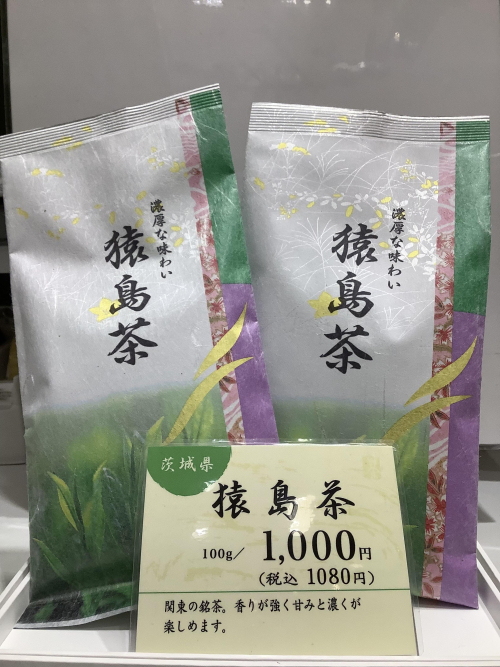 濃厚な味わい
猿島茶
濃厚な味わい
猿島茶
茨城県
猿島茶
100g/ 1,000円
(税込 1080円)
関東の銘茶。香りが強く甘みと濃くが
楽しめます。